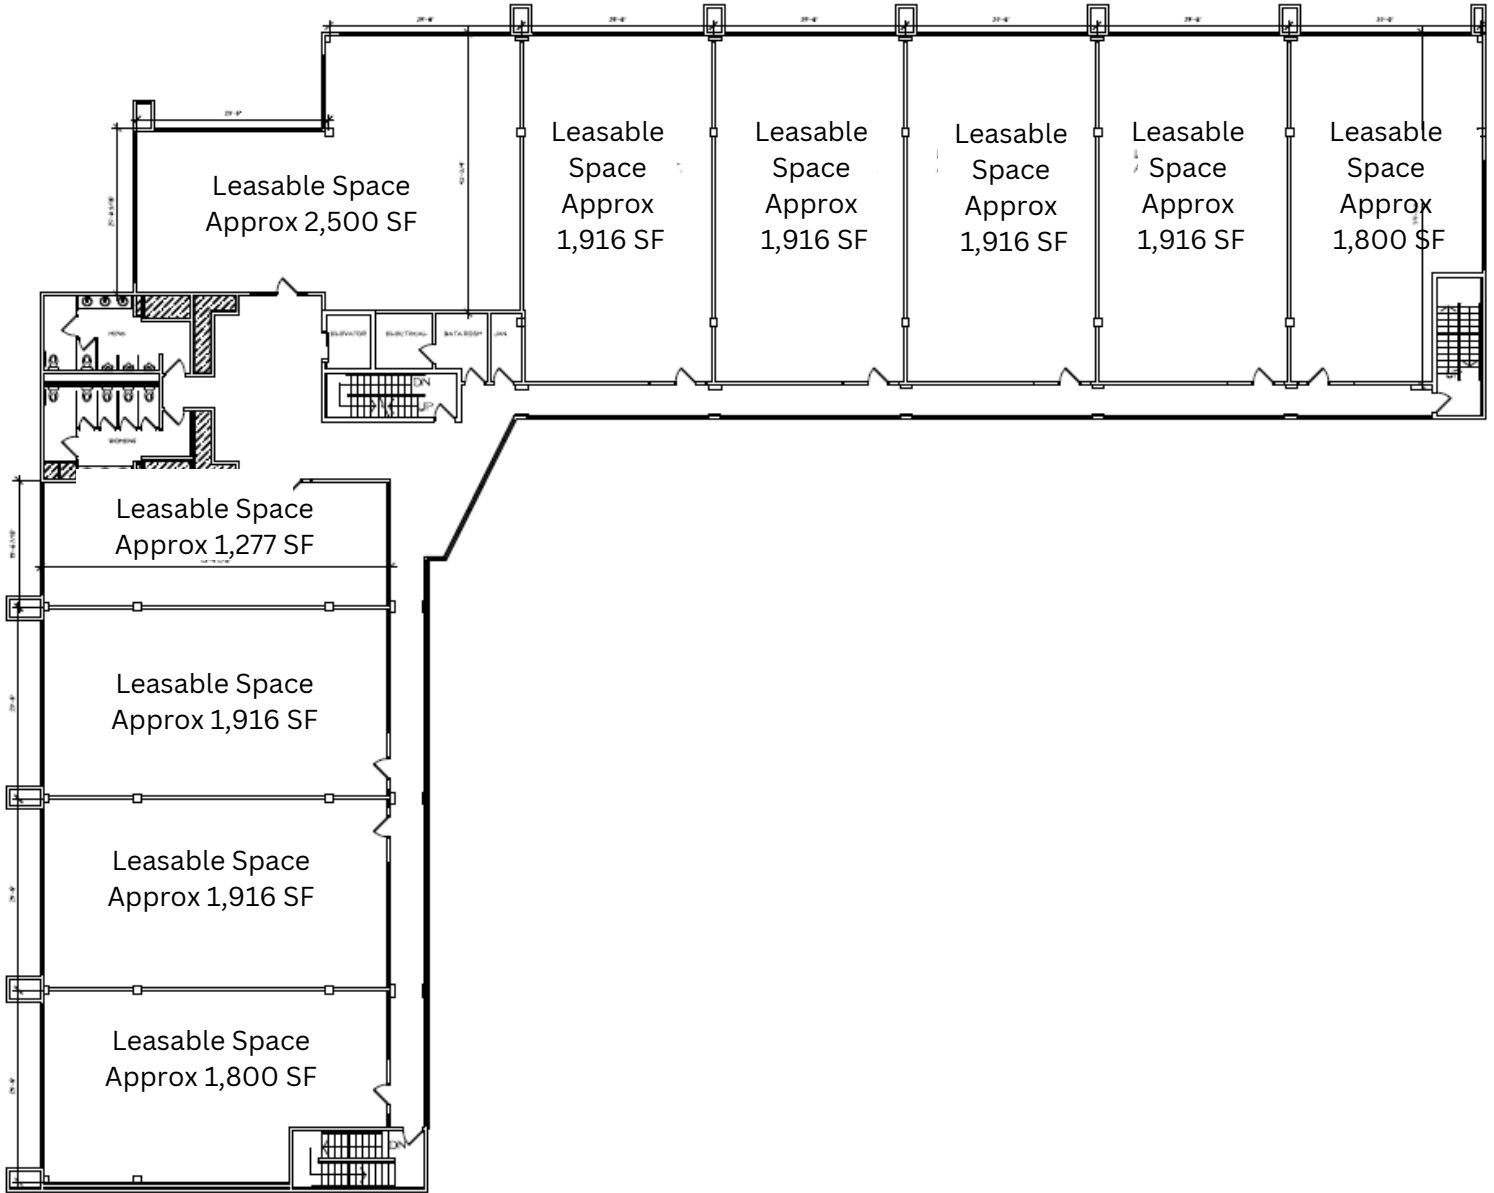 Leasable Space
Approx 2,500 SF
Leasable
Space
Approx
1,916 SF
Leasable
Space
Approx
1,916 SF
Leasable
Space
Approx
1,916 SF
Leasable
Space
Approx
1,916 SF
Leasable
Space
Approx
1,800 SF
MENS
ELEVATOR
ELECTRICAL
DATA ROOM
JAN.
DN
UP
WOMENS
Leasable Space
Approx 1,277 SF
Leasable Space
Approx 1,916 SF
Leasable Space
Approx 1,916 SF
Leasable Space
Approx 1,800 SF
DN